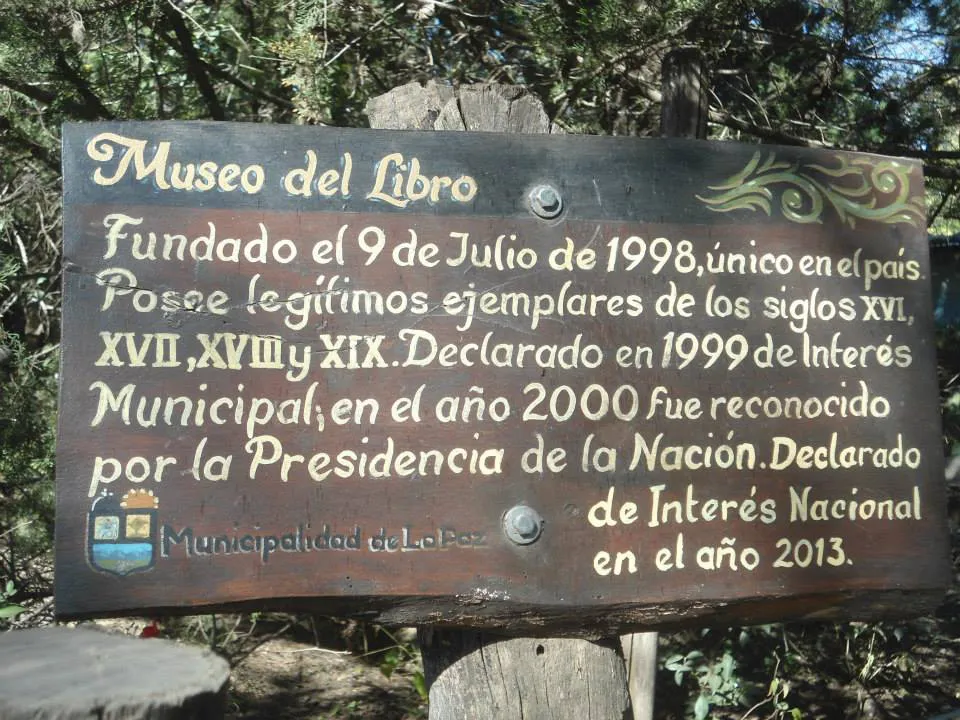 Museo del Libro
Fundado el 9 de Julio de 1998, único en el país.
Posee legítimos ejemplares de los siglos XVI,
XVII, XVIII y XIX. Declarado en 1999 de Interés
Municipal; en el año 2000 fue reconocido
por la Presidencia de la Nación. Declarado
de Interés Nacional
en el año 2013.
Municipalidad de La Paz